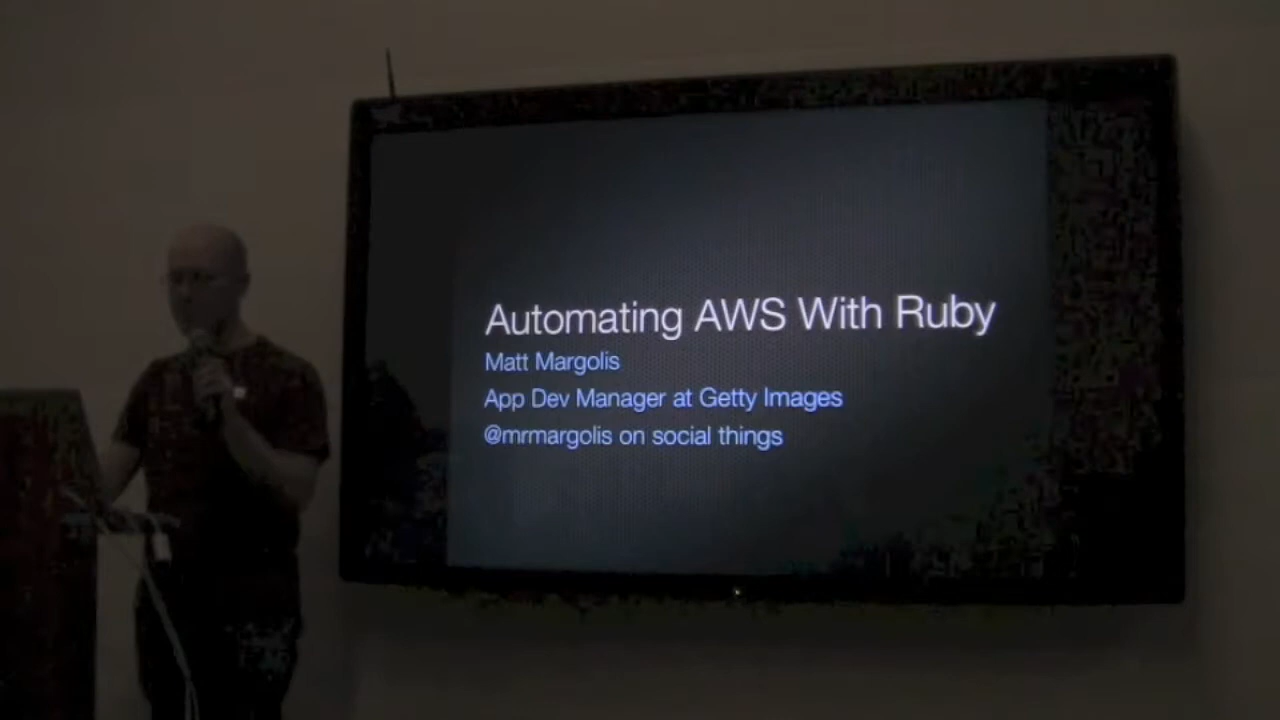 Automating AWS With Ruby
Matt Margolis
App Dev Manager at Getty Images
@mrmargolis on social things